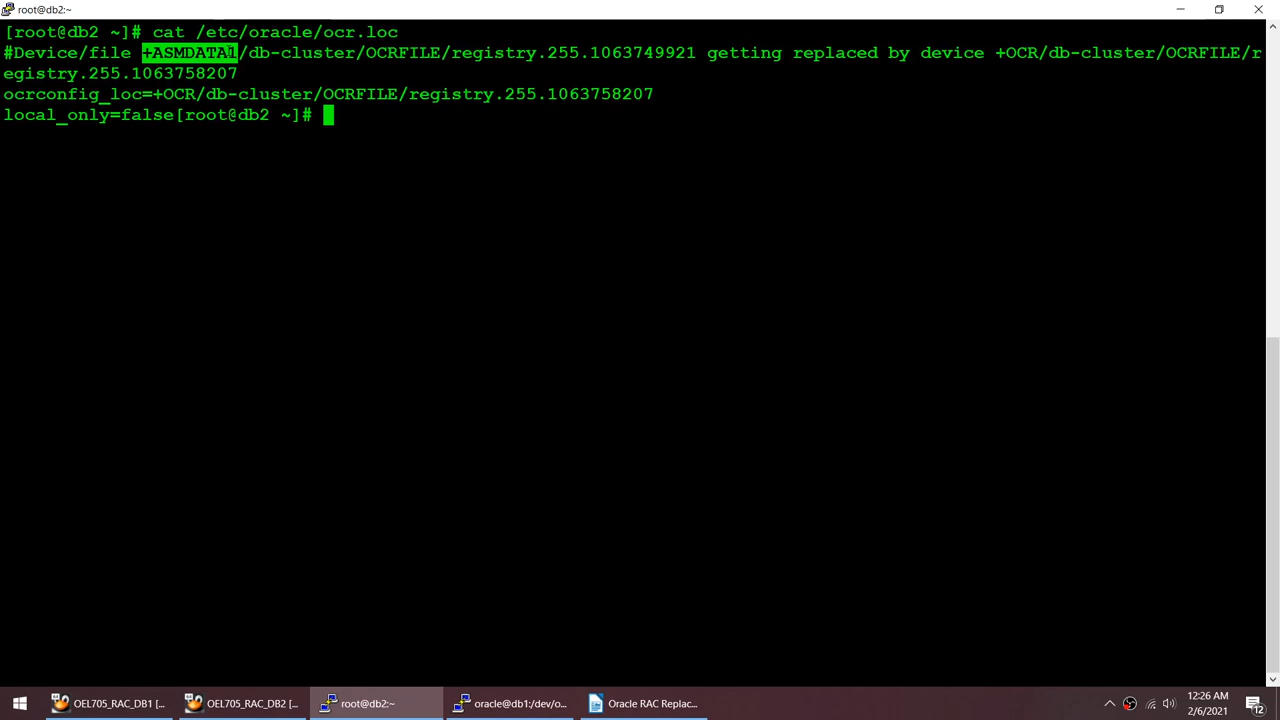 root@db2:~
[root@db2 ~]# cat /etc/oracle/ocr.loc
#Device/file +ASMDATA1/db-cluster/OCRFILE/registry.255.1063749921 getting replaced by device +OCR/db-cluster/OCRFILE/r
egistry.255.1063758207
ocrconfig_loc=+OCR/db-cluster/OCRFILE/registry.255.1063758207
local_only=false[root@db2 ~]#
OEL705_RAC_DB1 [...
OEL705_RAC_DB2 [...
root@db2:~
oracle@db1:/dev/o...
Oracle RAC Replac...
12:26 AM
2/6/2021
12